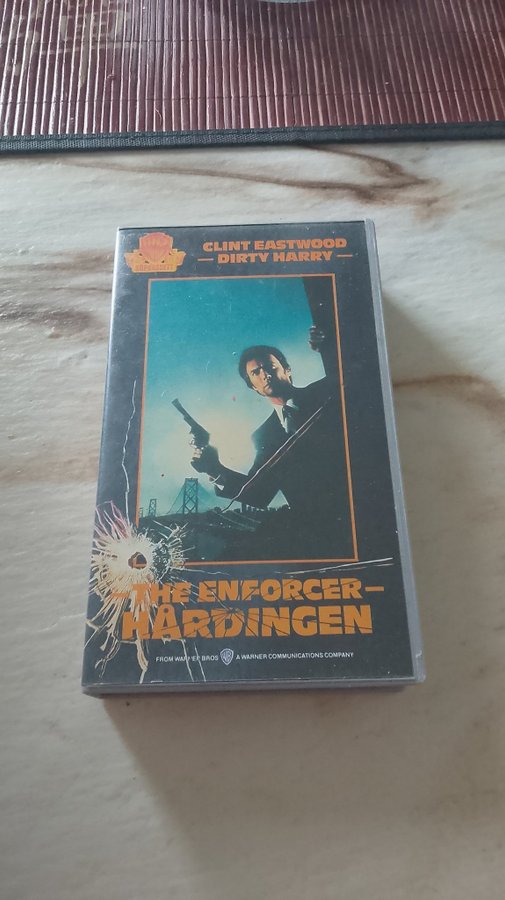 CLINT EASTWOOD
— DIRTY HARRY —
— THE ENFORCER —
HÅRDINGEN
FROM WARNER BROS A WARNER COMMUNICATIONS COMPANY